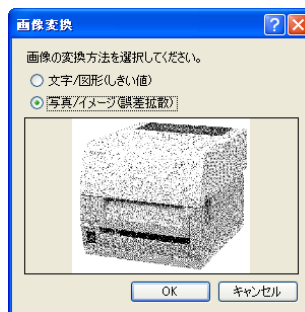 画像変換
画像の変換方法を選択してください。
文字/図形(しきい値)
写真/イメージ(誤差拡散)
OK
キャンセル